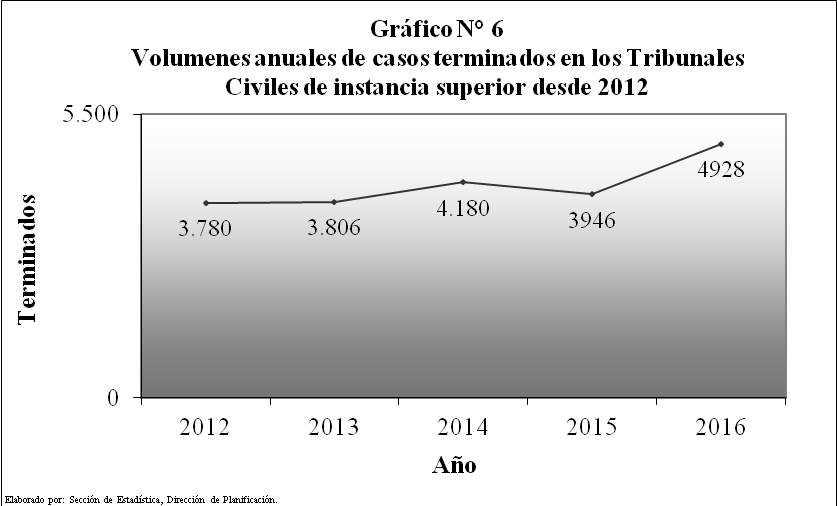 Gráfico N° 6
Volumenes anuales de casos terminados en los Tribunales
Civiles de instancia superior desde 2012
5.500
4928
4.180
3946
3.780
3.806
Terminados
0
2012
2013
2014
2015
2016
Año
Elaborado por: Sección de Estadística, Dirección de Planificación.